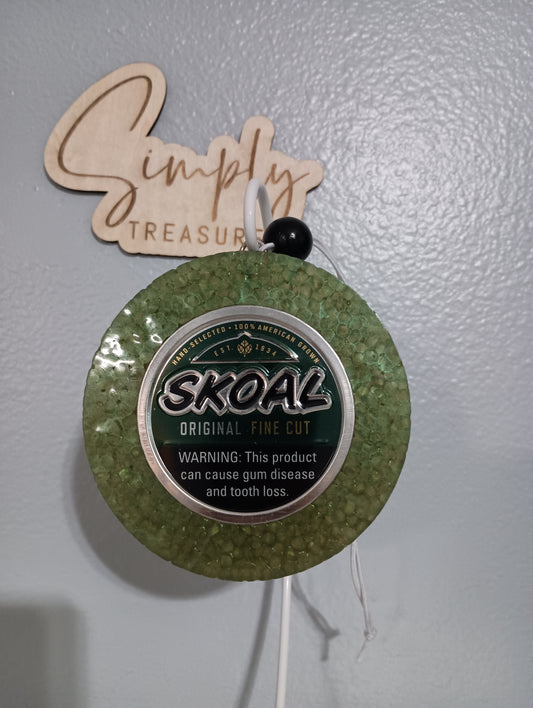 Simply
TREASURE
HAND-SELECTED • 100% AMERICAN GROWN
EST. 1934
SKOAL
ORIGINAL FINE CUT
WARNING: This product
can cause gum disease
and tooth loss.